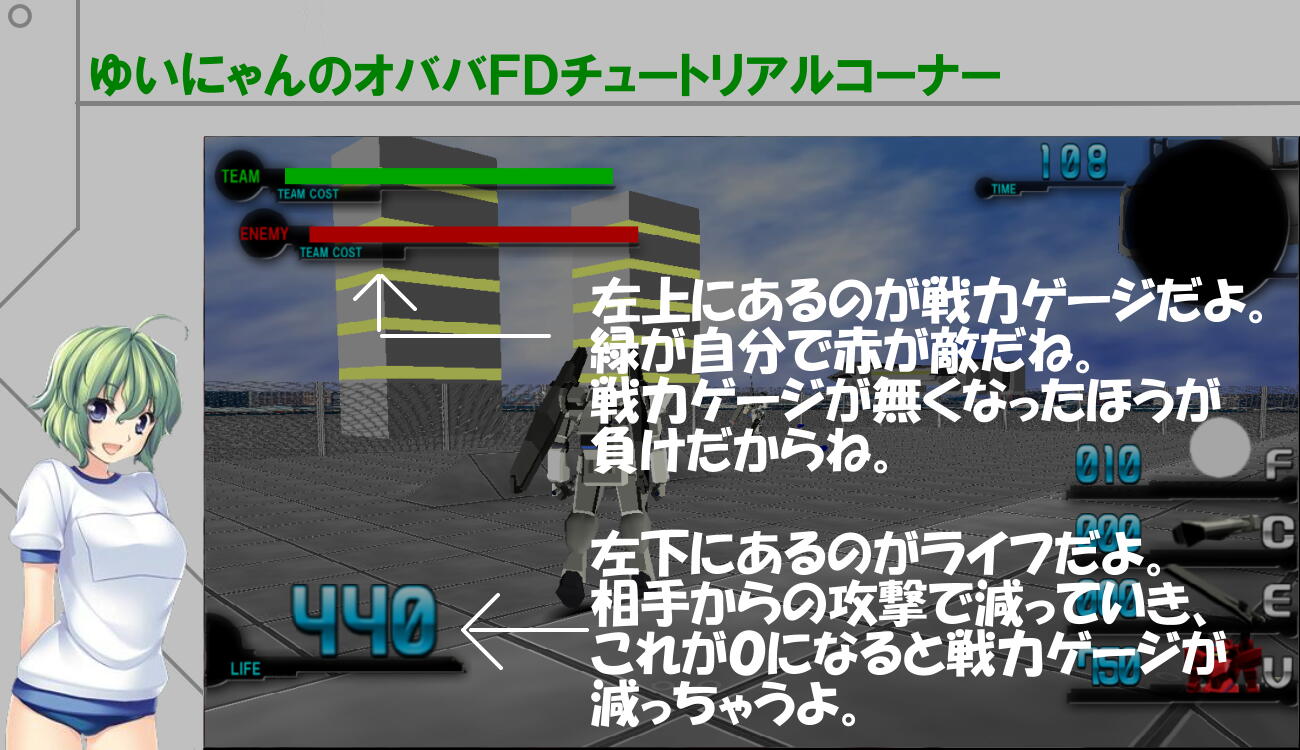 ゆいにゃんのオババFDチュートリアルコーナー
TEAM
TEAM COST
108
TIME
ENEMY
TEAM COST
左上にあるのが戦力ゲージだよ。
緑が自分で赤が敵だね。
戦力ゲージが無くなったほうが
負けだからね。
010
F
000
C
E
左下にあるのがライフだよ。
相手からの攻撃で減っていき、
これが0になると戦力ゲージが
減っちゃうよ。
440
LIFE
150
V